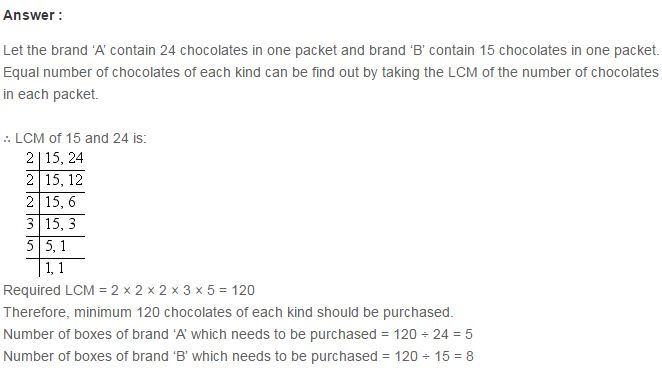 Answer :
Let the brand ‘A’ contain 24 chocolates in one packet and brand ‘B’ contain 15 chocolates in one packet.
Equal number of chocolates of each kind can be find out by taking the LCM of the number of chocolates
in each packet.
∴ LCM of 15 and 24 is:
2 | 15, 24
2 | 15, 12
2 | 15, 6
3 | 15, 3
5 | 5, 1
| 1, 1
Required LCM = 2 × 2 × 2 × 3 × 5 = 120
Therefore, minimum 120 chocolates of each kind should be purchased.
Number of boxes of brand ‘A’ which needs to be purchased = 120 ÷ 24 = 5
Number of boxes of brand ‘B’ which needs to be purchased = 120 ÷ 15 = 8